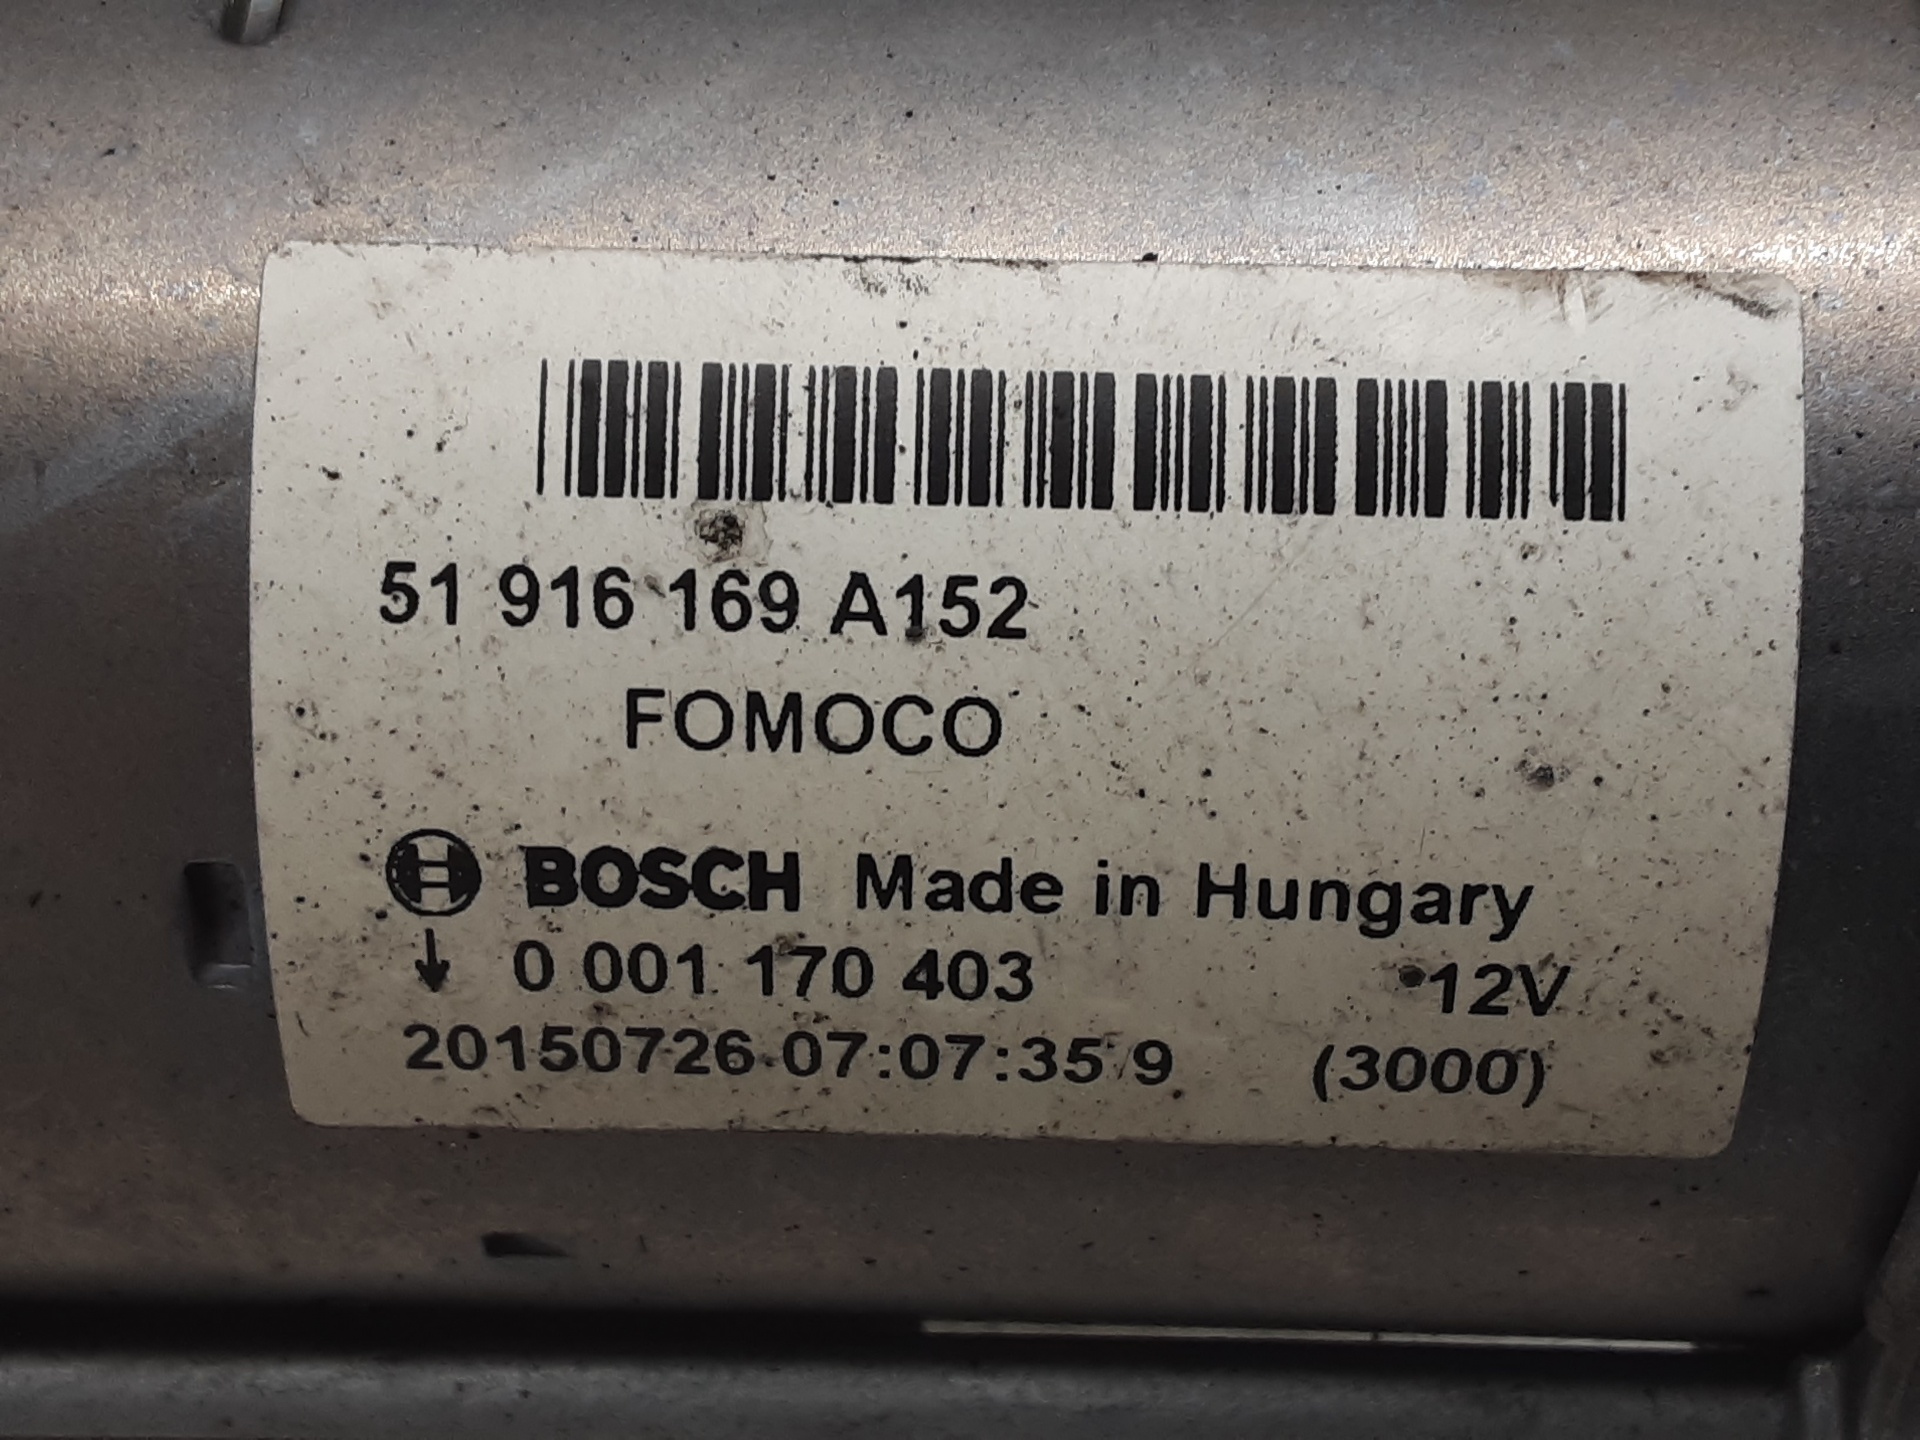 51 916 169 A152
FOMOCO
BOSCH Made in Hungary
↓ 0 001 170 403 12V
20150726 07:07:35 9 (3000)